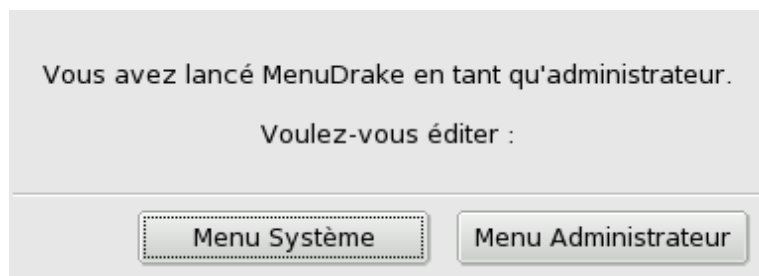 Vous avez lancé MenuDrake en tant qu'administrateur.
Voulez-vous éditer :
Menu Système Menu Administrateur